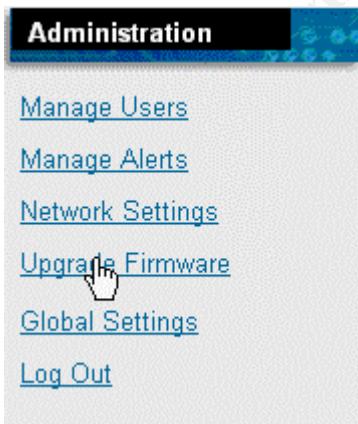 Administration
Manage Users
Manage Alerts
Network Settings
Upgrade Firmware
Global Settings
Log Out